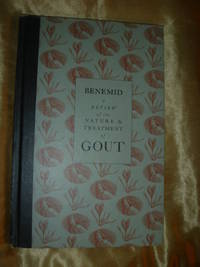 BENEMID
a
REVIEW
of the
NATURE &
TREATMENT
of
GOUT